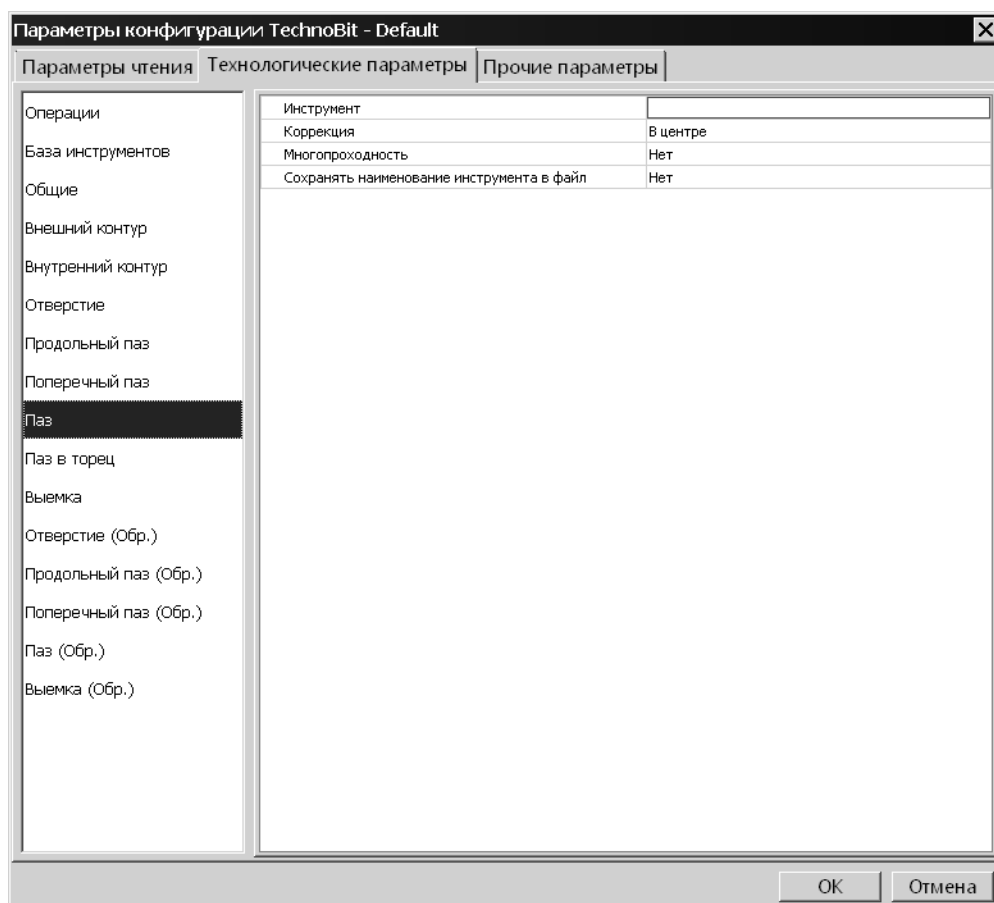 Параметры конфигурации TechnoBit - Default
Параметры чтения Технологические параметры Прочие параметры
Операции
База инструментов
Общие
Внешний контур
Внутренний контур
Отверстие
Продольный паз
Поперечный паз
Паз
Паз в торец
Выемка
Отверстие (Обр.)
Продольный паз (Обр.)
Поперечный паз (Обр.)
Паз (Обр.)
Выемка (Обр.)
Инструмент
Коррекция В центре
Многопроходность Нет
Сохранять наименование инструмента в файл Нет
OK Отмена